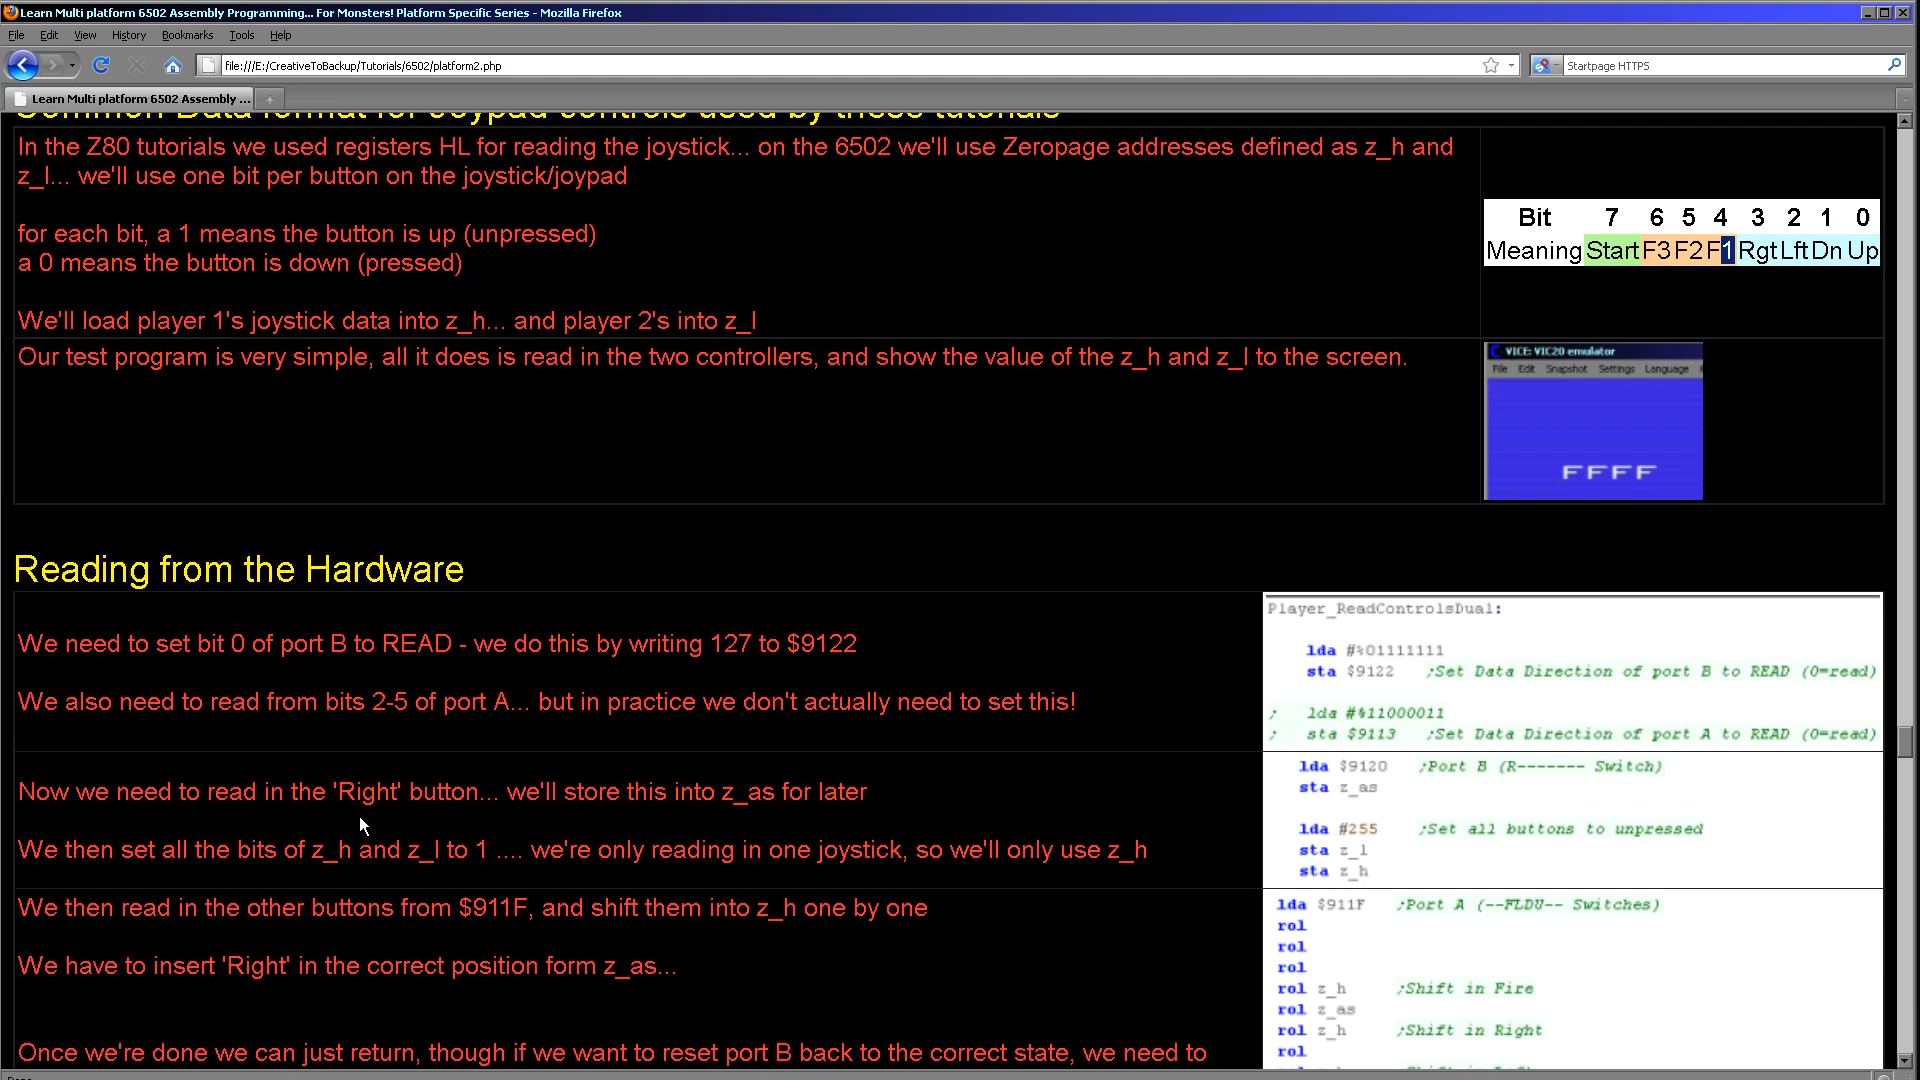 Learn Multi platform 6502 Assembly Programming... For Monsters! Platform Specific Series - Mozilla Firefox
File Edit View History Bookmarks Tools Help
file:///E:/CreativeToBackup/Tutorials/6502/platform2.php
Startpage HTTPS
Learn Multi platform 6502 Assembly ...
Common Data format for Joypad controls used by these tutorials
In the Z80 tutorials we used registers HL for reading the joystick... on the 6502 we'll use Zeropage addresses defined as z_h and
z_l... we'll use one bit per button on the joystick/joypad
for each bit, a 1 means the button is up (unpressed)
a 0 means the button is down (pressed)
We'll load player 1's joystick data into z_h... and player 2's into z_l
Bit 7 6 5 4 3 2 1 0
Meaning Start F3 F2 F1 Rgt Lft Dn Up
Our test program is very simple, all it does is read in the two controllers, and show the value of the z_h and z_l to the screen.
VICE: VIC20 emulator
File Edit Snapshot Settings Language
FFFF
Reading from the Hardware
We need to set bit 0 of port B to READ - we do this by writing 127 to $9122
We also need to read from bits 2-5 of port A... but in practice we don't actually need to set this!
Player_ReadControlsDual:
lda #%01111111
sta $9122 ;Set Data Direction of port B to READ (0=read)
; lda #%11000011
; sta $9113 ;Set Data Direction of port A to READ (0=read)
Now we need to read in the 'Right' button... we'll store this into z_as for later
We then set all the bits of z_h and z_l to 1 .... we're only reading in one joystick, so we'll only use z_h
lda $9120 ;Port B (R------- Switch)
sta z_as
lda #255 ;Set all buttons to unpressed
sta z_l
sta z_h
We then read in the other buttons from $911F, and shift them into z_h one by one
We have to insert 'Right' in the correct position form z_as...
Once we're done we can just return, though if we want to reset port B back to the correct state, we need to
lda $911F ;Port A (--FLDU-- Switches)
rol
rol
rol
rol z_h ;Shift in Fire
rol z_as
rol z_h ;Shift in Right
rol